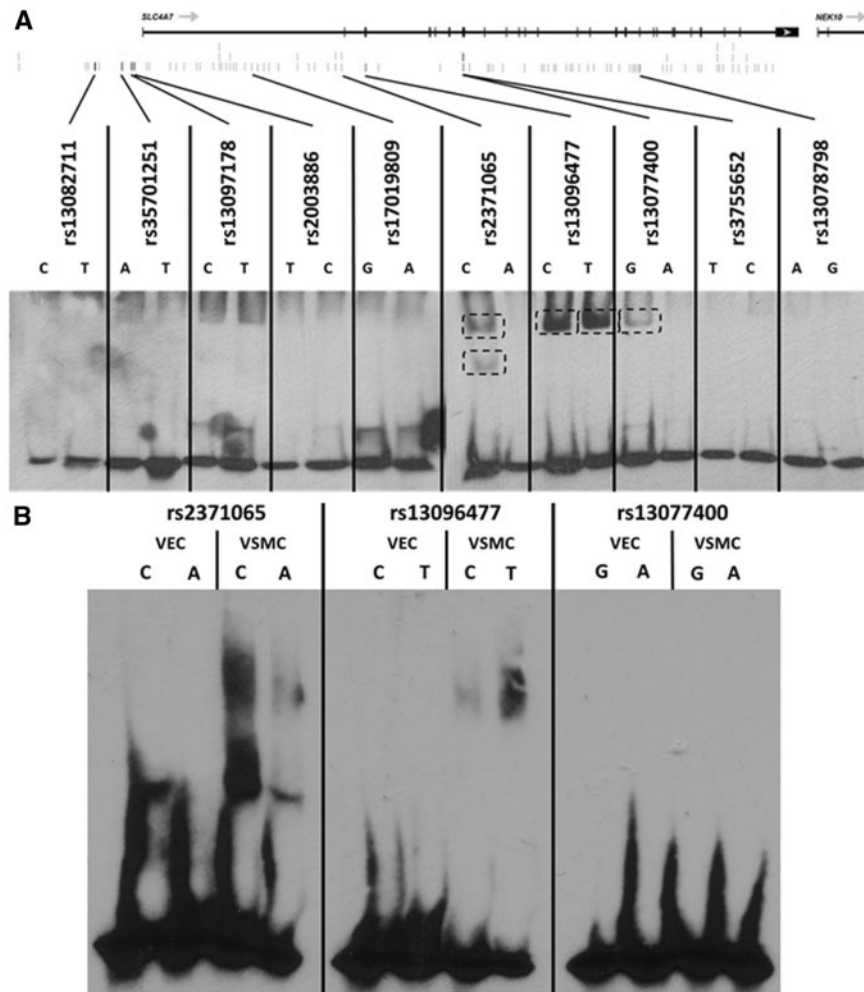 A
SLC4A7
NEK10
rs13082711
rs35701251
rs13097178
rs2003886
rs17019809
rs2371065
rs13096477
rs13077400
rs3755652
rs13078798
C T A T C T T C G A C A C T G A T C A G
B
rs2371065 rs13096477 rs13077400
VEC VSMC VEC VSMC VEC VSMC
C A C A C T C T G A G A